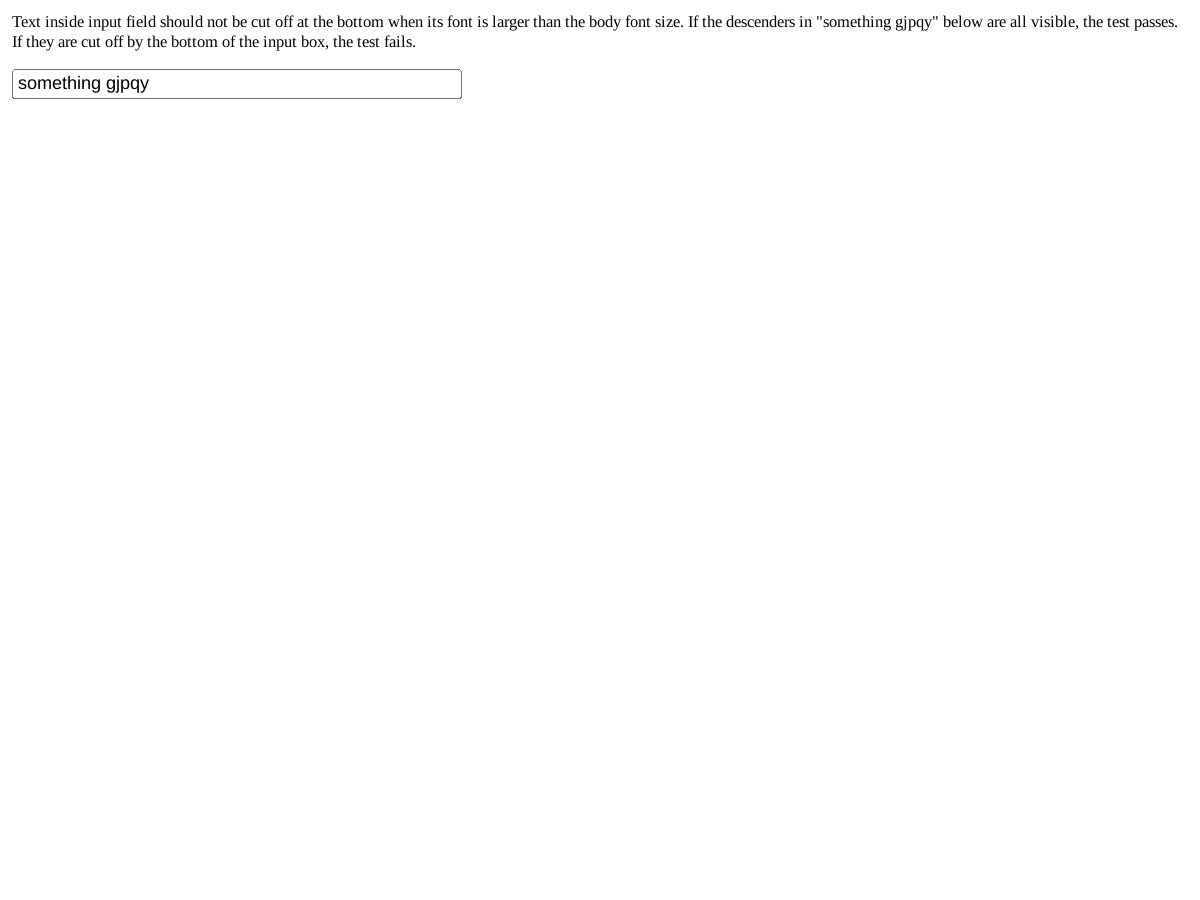 Text inside input field should not be cut off at the bottom when its font is larger than the body font size. If the descenders in "something gjpqy" below are all visible, the test passes.
If they are cut off by the bottom of the input box, the test fails.
something gjpqy